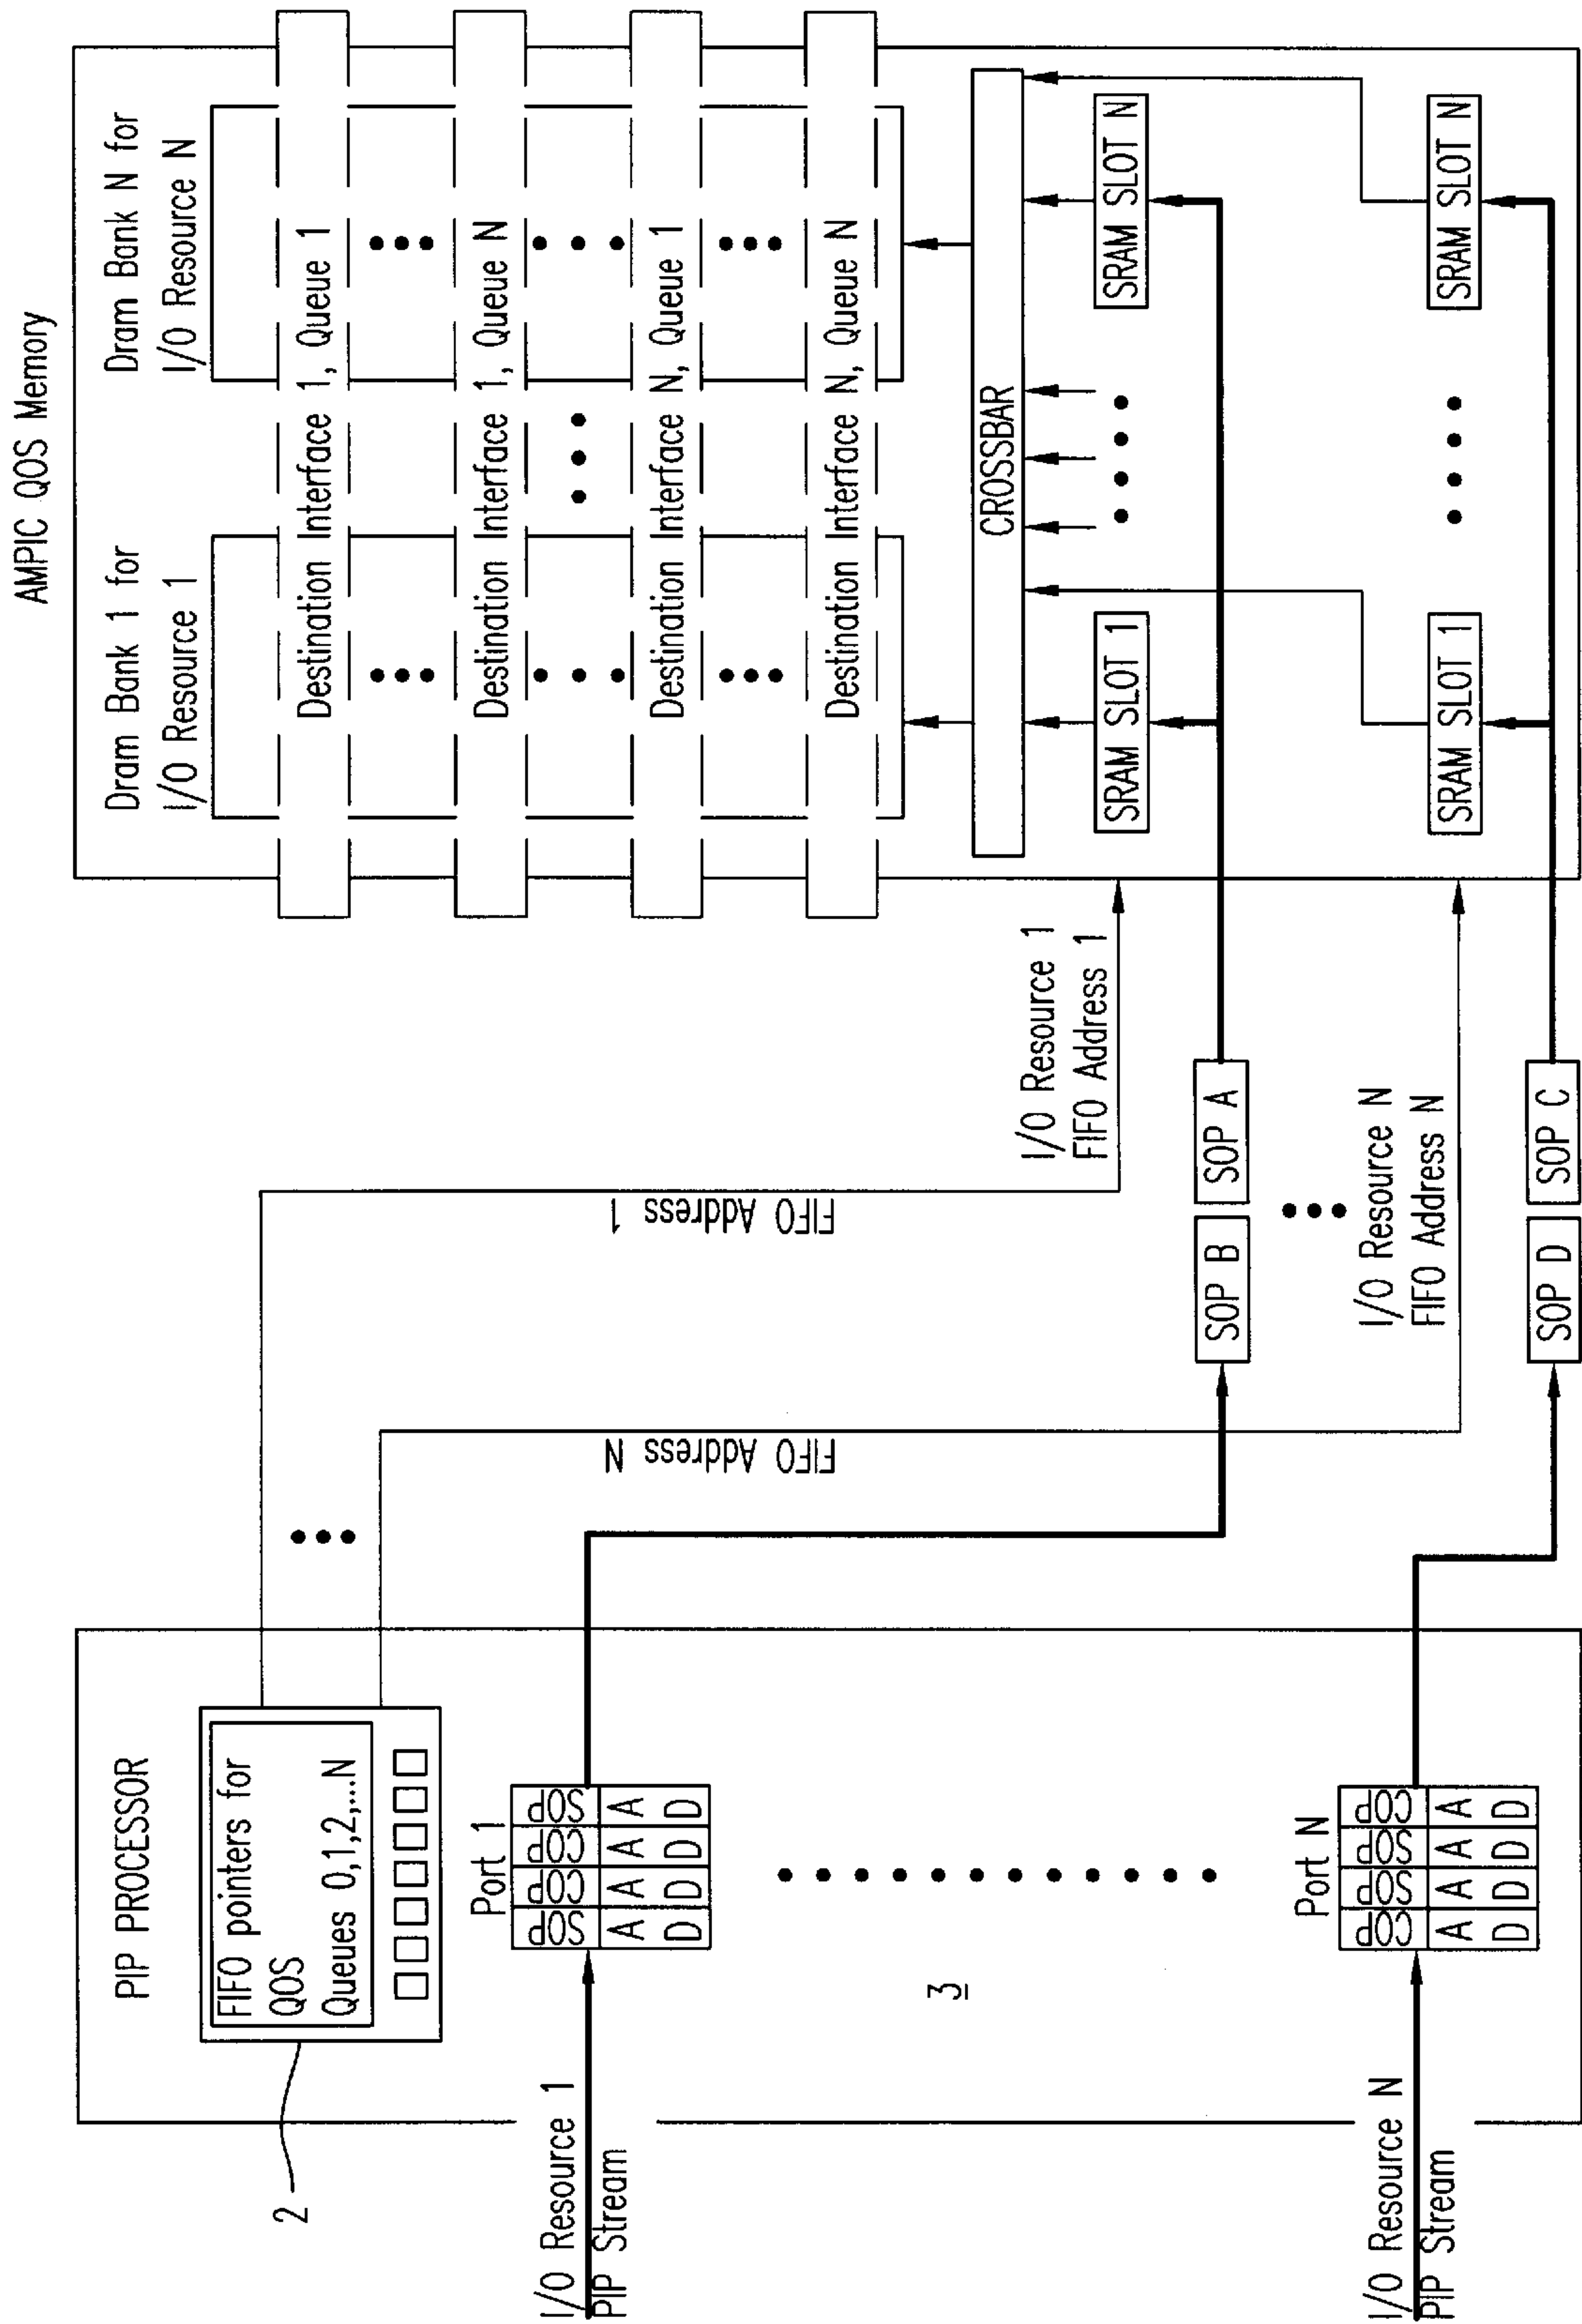 AMPIC QOS Memory
PIP PROCESSOR
FIFO pointers for
QOS
Queues 0,1,2,...N
2
I/O Resource 1
PIP Stream
Port 1
SOP COP COP SOP
A A A A
D D D D
3
I/O Resource N
PIP Stream
Port N
COP SOP SOP COP
A A A A
D D D D
FIFO Address N
FIFO Address 1
I/O Resource 1
FIFO Address 1
SOP B
SOP A
I/O Resource N
FIFO Address N
SOP D
SOP C
Dram Bank 1 for
I/O Resource 1
Dram Bank N for
I/O Resource N
Destination Interface 1, Queue 1
Destination Interface 1, Queue N
Destination Interface N, Queue 1
Destination Interface N, Queue N
CROSSBAR
SRAM SLOT 1
SRAM SLOT N
SRAM SLOT 1
SRAM SLOT N